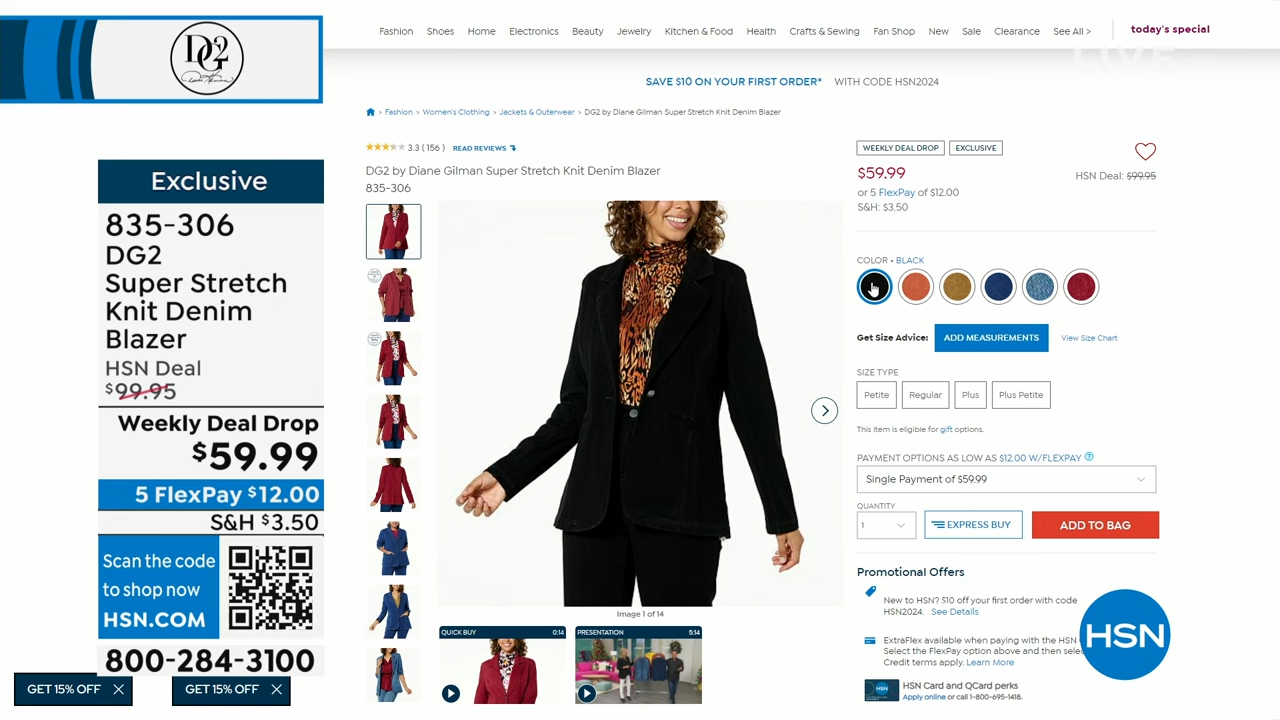 DG2
LIVE
Fashion Shoes Home Electronics Beauty Jewelry Kitchen & Food Health Crafts & Sewing Fan Shop New Sale Clearance See All > today's special
SAVE $10 ON YOUR FIRST ORDER* WITH CODE HSN2024
> Fashion > Women's Clothing > Jackets & Outerwear > DG2 by Diane Gilman Super Stretch Knit Denim Blazer
Exclusive
835-306
DG2
Super Stretch
Knit Denim
Blazer
HSN Deal
$99.95
Weekly Deal Drop
$59.99
5 FlexPay $12.00
S&H $3.50
Scan the code
to shop now
HSN.COM
800-284-3100
GET 15% OFF
GET 15% OFF
3.3 ( 156 ) READ REVIEWS
DG2 by Diane Gilman Super Stretch Knit Denim Blazer
835-306
Image 1 of 14
QUICK BUY 0:14
PRESENTATION 5:14
WEEKLY DEAL DROP EXCLUSIVE
$59.99
HSN Deal: $99.95
or 5 FlexPay of $12.00
S&H: $3.50
COLOR • BLACK
Get Size Advice: ADD MEASUREMENTS View Size Chart
SIZE TYPE
Petite Regular Plus Plus Petite
This item is eligible for gift options.
PAYMENT OPTIONS AS LOW AS $12.00 W/FLEXPAY ?
Single Payment of $59.99
QUANTITY
1 EXPRESS BUY ADD TO BAG
Promotional Offers
New to HSN? $10 off your first order with code
HSN2024. See Details
ExtraFlex available when paying with the HSN
Select the FlexPay option above and then
Credit terms apply. Learn More
HSN
HSN Card and QCard perks
Apply online or call 1-800-695-1418.